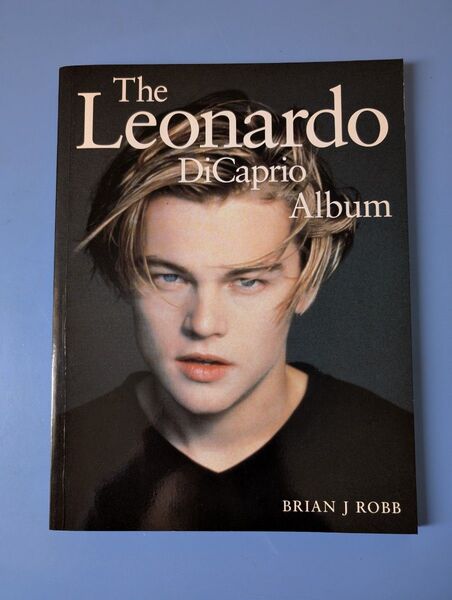 The
Leonardo
DiCaprio
Album
BRIAN J ROBB